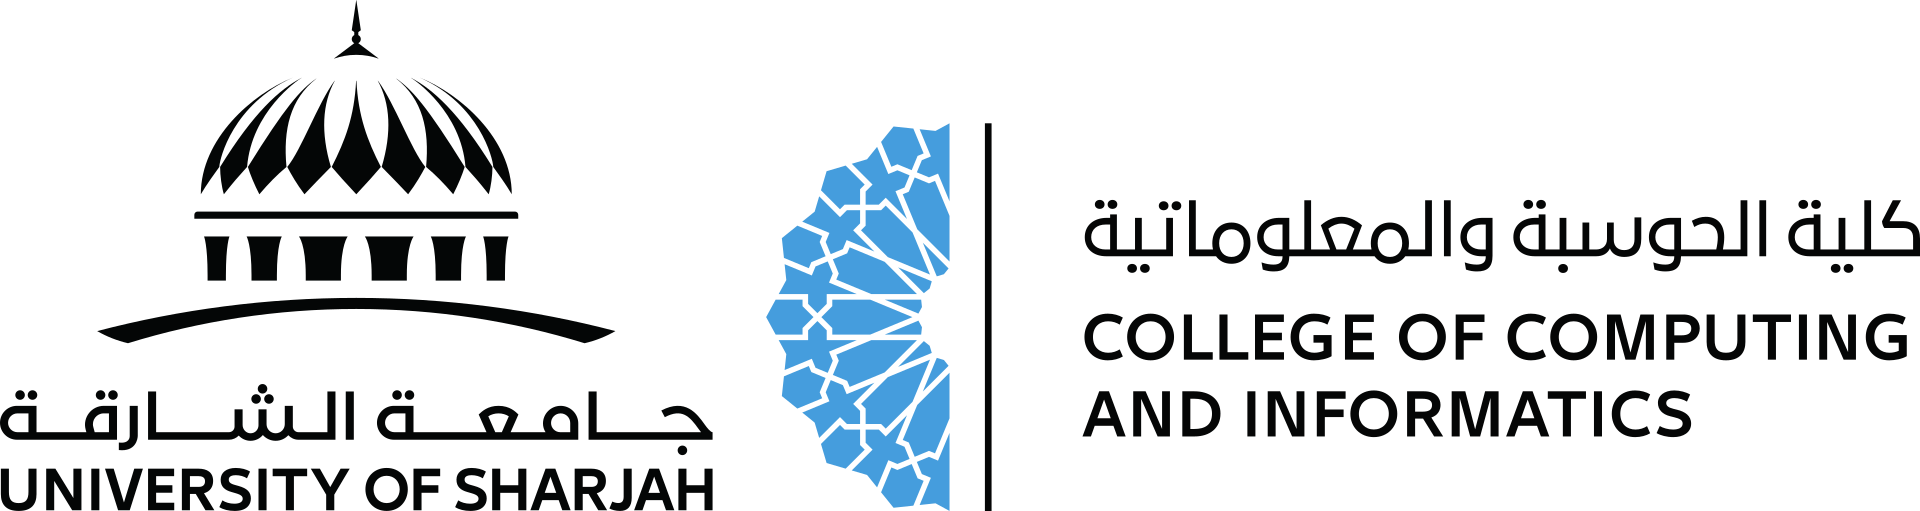 جامعة الشارقة
UNIVERSITY OF SHARJAH
كلية الحوسبة والمعلوماتية
COLLEGE OF COMPUTING
AND INFORMATICS